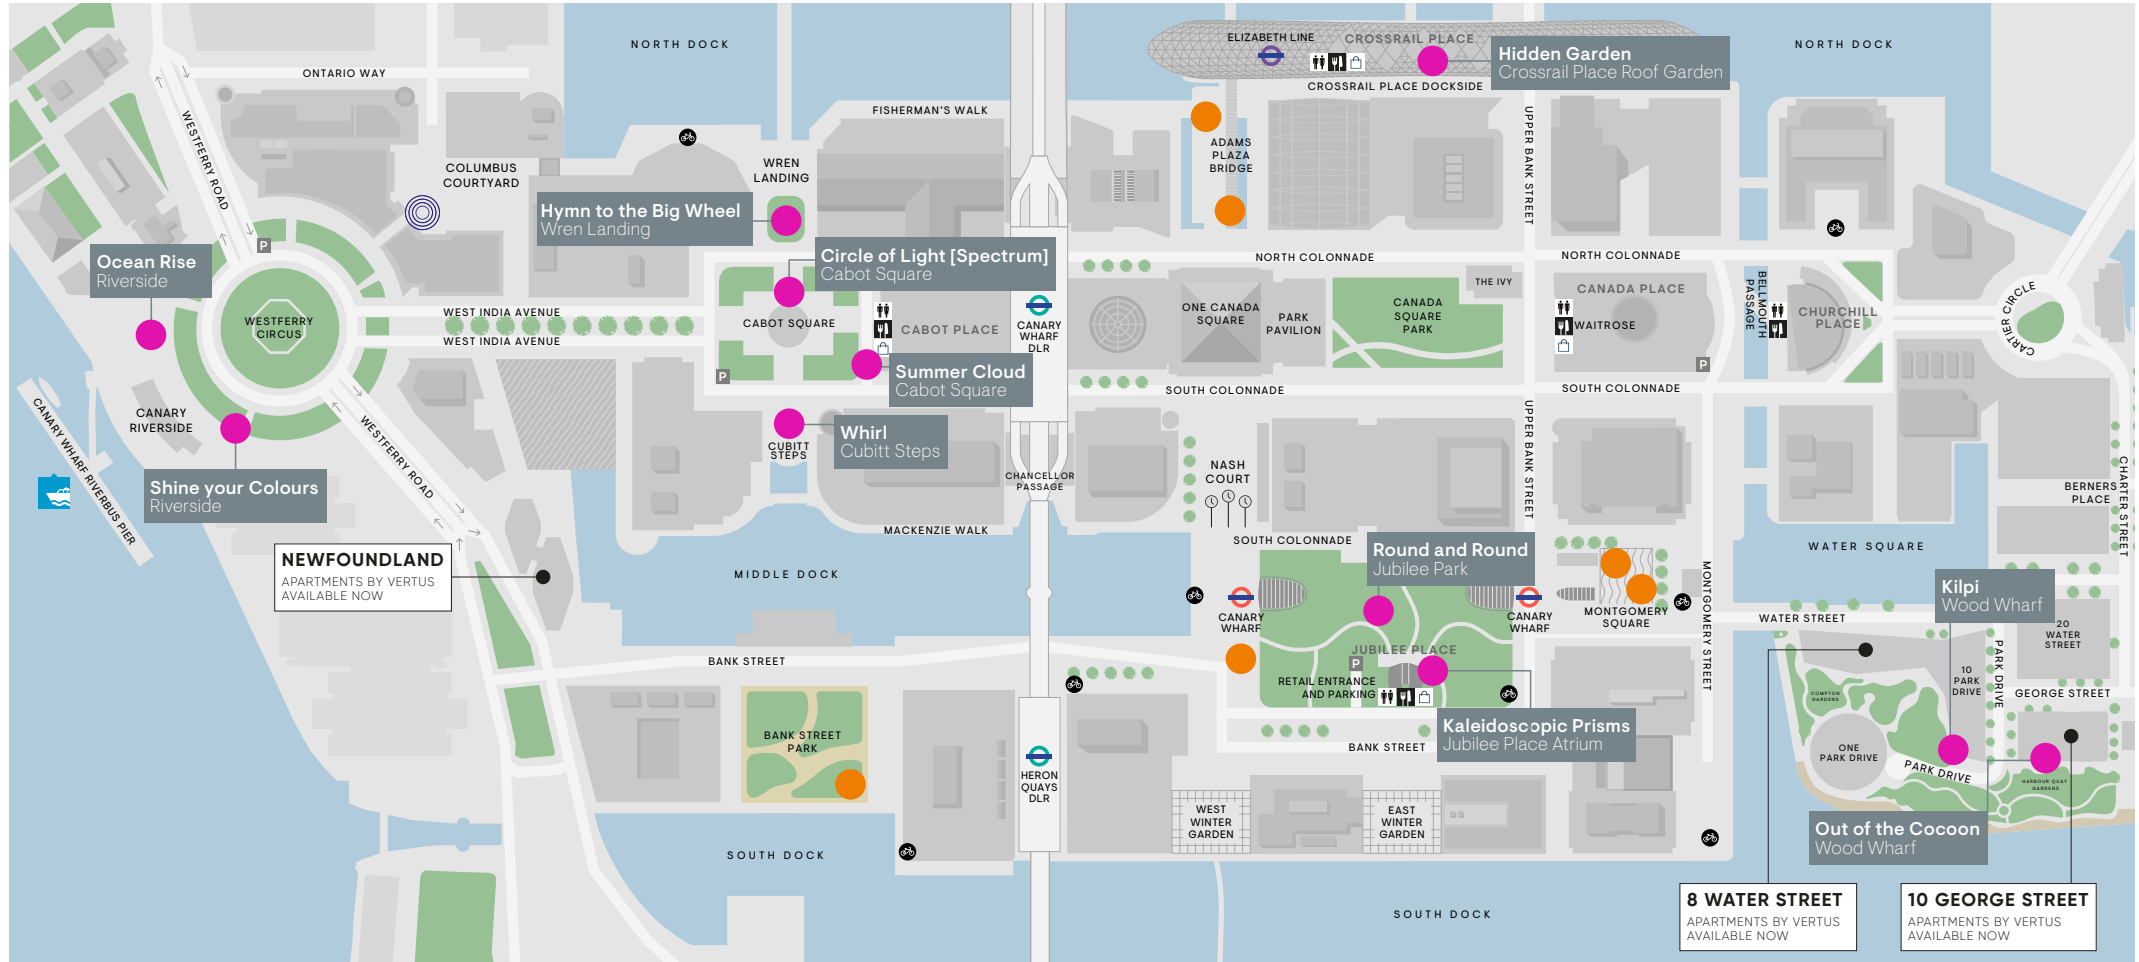 NORTH DOCK
ELIZABETH LINE
CROSSRAIL PLACE
Hidden Garden
Crossrail Place Roof Garden
NORTH DOCK
ONTARIO WAY
CROSSRAIL PLACE DOCKSIDE
FISHERMAN'S WALK
WESTFERRY ROAD
COLUMBUS
COURTYARD
WREN
LANDING
ADAMS
PLAZA
BRIDGE
UPPER BANK STREET
Hymn to the Big Wheel
Wren Landing
P
Ocean Rise
Riverside
Circle of Light [Spectrum]
Cabot Square
NORTH COLONNADE
NORTH COLONNADE
WESTFERRY
CIRCUS
WEST INDIA AVENUE
WEST INDIA AVENUE
CABOT SQUARE
CABOT PLACE
CANARY
WHARF
DLR
ONE CANADA
SQUARE
PARK
PAVILION
CANADA
SQUARE
PARK
THE IVY
CANADA PLACE
WAITROSE
BELLMOUTH
PASSAGE
CHURCHILL
PLACE
CARTIER CIRCLE
P
P
Summer Cloud
Cabot Square
SOUTH COLONNADE
SOUTH COLONNADE
CANARY
RIVERSIDE
WESTFERRY ROAD
CANARY WHARF RIVERBUS PIER
Whirl
Cubitt Steps
CUBITT
STEPS
UPPER BANK STREET
Shine your Colours
Riverside
CHANCELLOR
PASSAGE
NASH
COURT
BERNERS
PLACE
CHARTER STREET
MACKENZIE WALK
SOUTH COLONNADE
WATER SQUARE
NEWFOUNDLAND
APARTMENTS BY VERTUS
AVAILABLE NOW
MIDDLE DOCK
Round and Round
Jubilee Park
Kilpi
Wood Wharf
CANARY
WHARF
CANARY
WHARF
MONTGOMERY
SQUARE
MONTGOMERY STREET
WATER STREET
20
WATER
STREET
BANK STREET
JUBILEE PLACE
P
RETAIL ENTRANCE
AND PARKING
10
PARK
DRIVE
PARK DRIVE
GEORGE STREET
COMPTON
GARDENS
BANK STREET
PARK
Kaleidoscopic Prisms
Jubilee Place Atrium
BANK STREET
ONE
PARK DRIVE
PARK DRIVE
HARBOUR QUAY
GARDENS
HERON
QUAYS
DLR
WEST
WINTER
GARDEN
EAST
WINTER
GARDEN
Out of the Cocoon
Wood Wharf
SOUTH DOCK
SOUTH DOCK
8 WATER STREET
APARTMENTS BY VERTUS
AVAILABLE NOW
10 GEORGE STREET
APARTMENTS BY VERTUS
AVAILABLE NOW